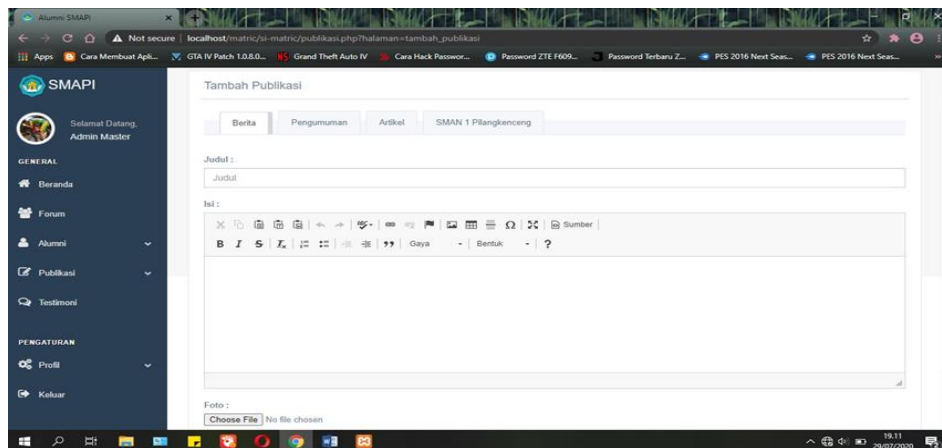 Alumni SMAPI
Not secure localhost/matric/si-matric/publikasi.php?halaman=tambah_publikasi
Apps Cara Membuat Apli... GTA IV Patch 1.0.8.0... Grand Theft Auto IV Cara Hack Passwor... Password ZTE F609... Password Terbaru Z... PES 2016 Next Seas... PES 2016 Next Seas...
SMAPI
Selamat Datang,
Admin Master
GENERAL
Beranda
Forum
Alumni
Publikasi
Testimoni
PENGATURAN
Profil
Keluar
Tambah Publikasi
Berita Pengumuman Artikel SMAN 1 Pilangkenceng
Judul :
Judul
Isi :
Sumber
B I S Gaya Bentuk ?
Foto :
Choose File No file chosen
19.11
29/07/2020